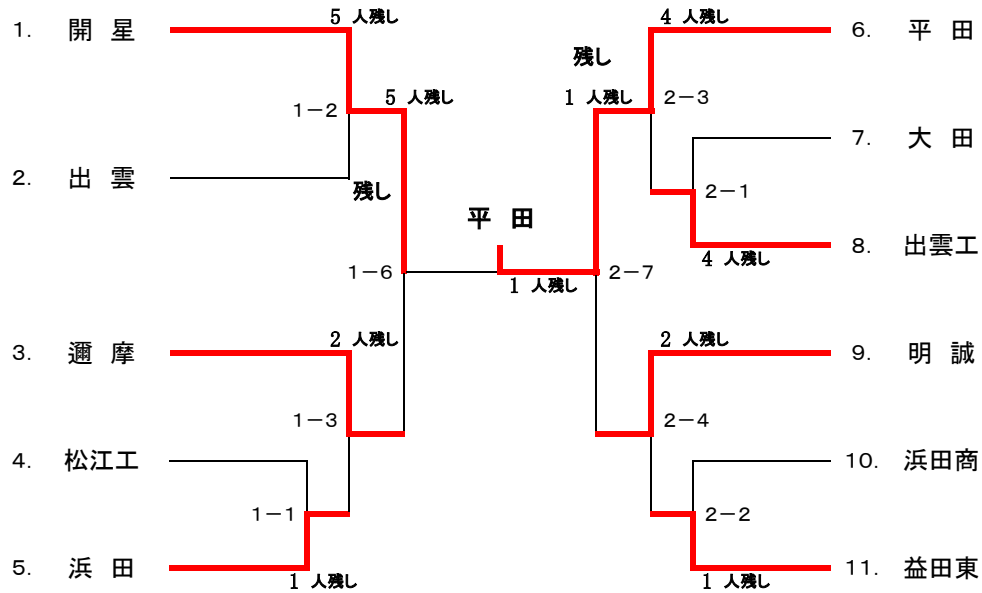 5 人残し
4 人残し
1. 開 星
6. 平 田
残し
5 人残し
1 人残し
1－2
2－3
7. 大 田
2. 出 雲
残し
2－1
平 田
8. 出雲工
4 人残し
1－6
2－7
1 人残し
2 人残し
2 人残し
3. 邇 摩
9. 明 誠
1－3
2－4
4. 松江工
10. 浜田商
1－1
2－2
5. 浜 田
11. 益田東
1 人残し
1 人残し